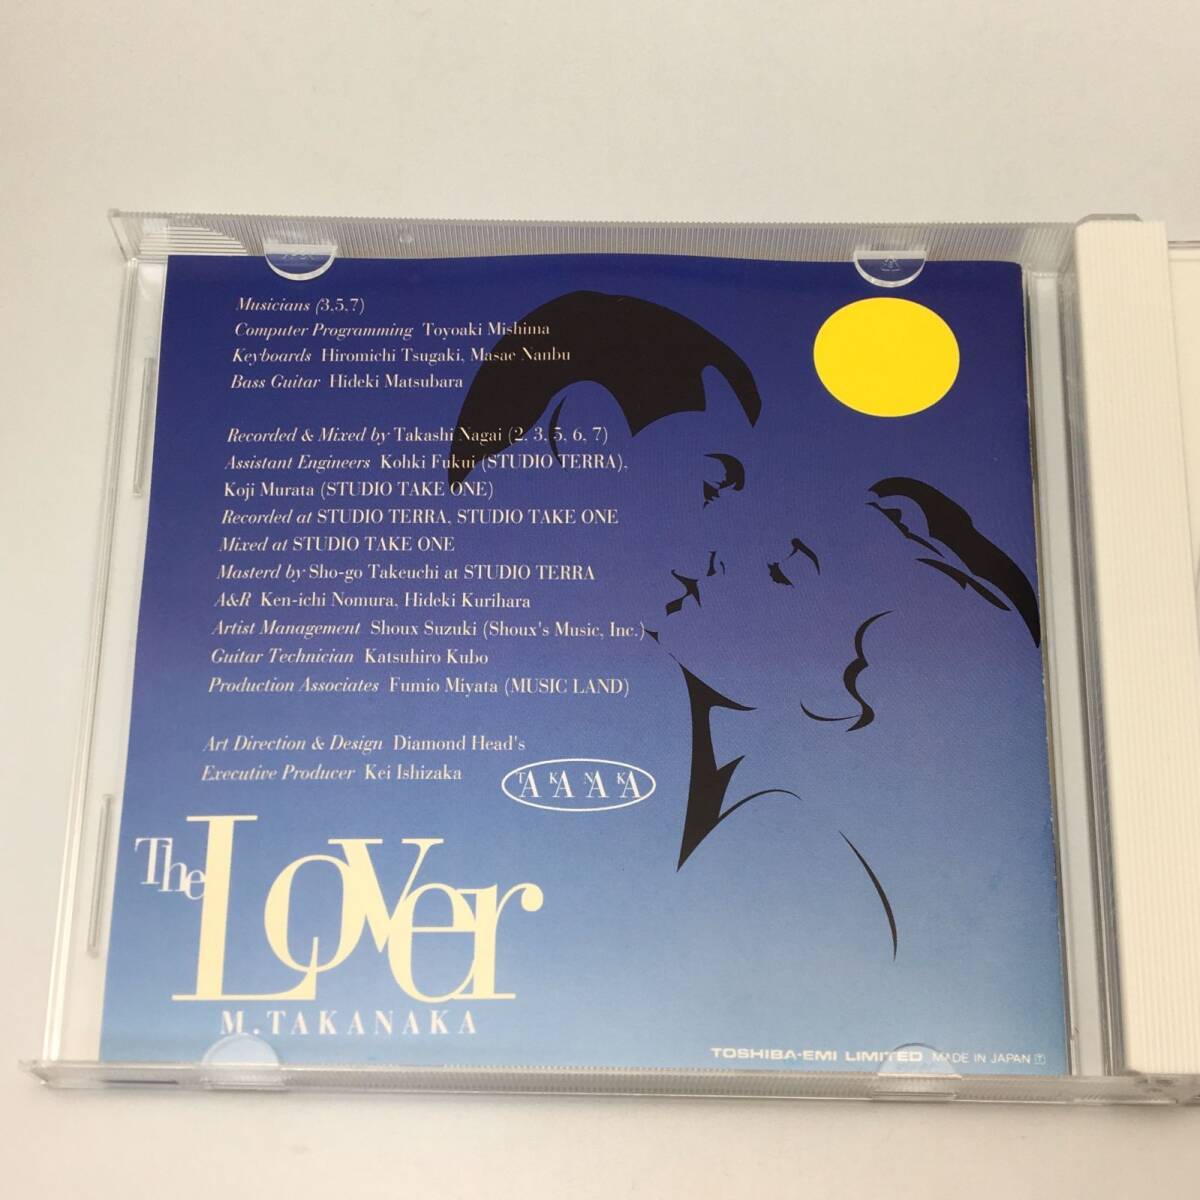 Musicians (3,5,7)
Computer Programming Toyoaki Mishima
Keyboards Hiromichi Tsugaki, Masae Nanbu
Bass Guitar Hideki Matsubara
Recorded & Mixed by Takashi Nagai (2, 3, 5, 6, 7)
Assistant Engineers Kohki Fukui (STUDIO TERRA),
Koji Murata (STUDIO TAKE ONE)
Recorded at STUDIO TERRA, STUDIO TAKE ONE
Mixed at STUDIO TAKE ONE
Masterd by Sho-go Takeuchi at STUDIO TERRA
A&R Ken-ichi Nomura, Hideki Kurihara
Artist Management Shoux Suzuki (Shoux's Music, Inc.)
Guitar Technician Katsuhiro Kubo
Production Associates Fumio Miyata (MUSIC LAND)
Art Direction & Design Diamond Head's
Executive Producer Kei Ishizaka
TAKANAKA
The Lover
M. TAKANAKA
TOSHIBA-EMI LIMITED MADE IN JAPAN T